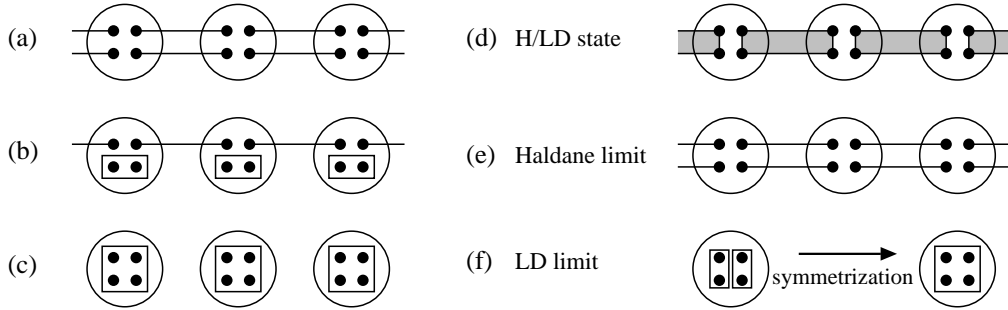 (a)
(b)
(c)
(d) H/LD state
(e) Haldane limit
(f) LD limit
symmetrization